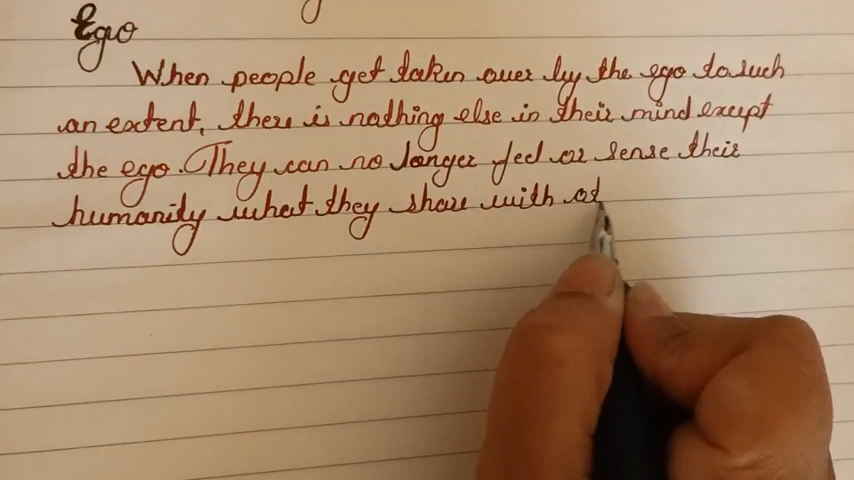 Ego
When people get taken over by the ego to such
an extent, there is nothing else in their mind except
the ego. They can no longer feel or sense their
humanity what they share with ot